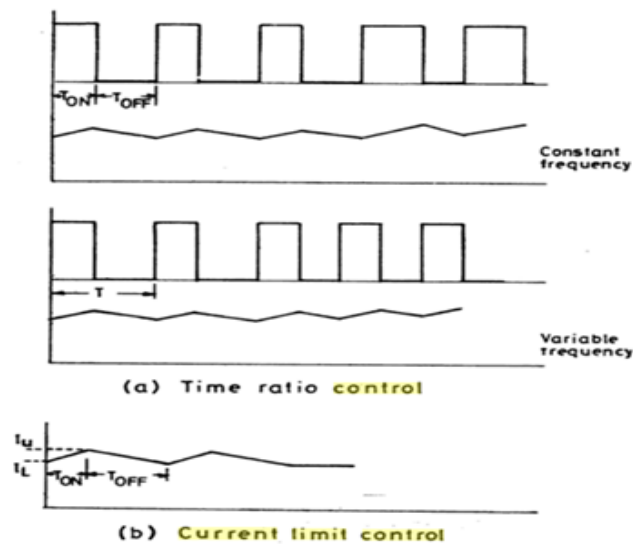 TON TOFF
Constant
frequency
T
Variable
frequency
(a) Time ratio control
Iu
IL
TON TOFF
(b) Current limit control